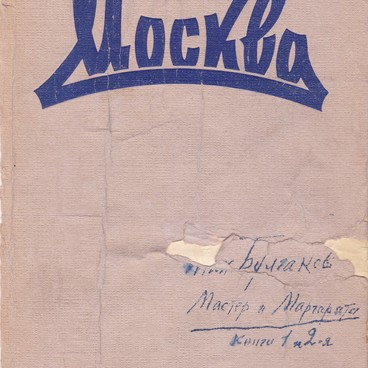 Москва
Булгаков
Мастер и Маргарита
книги 1 и 2-я